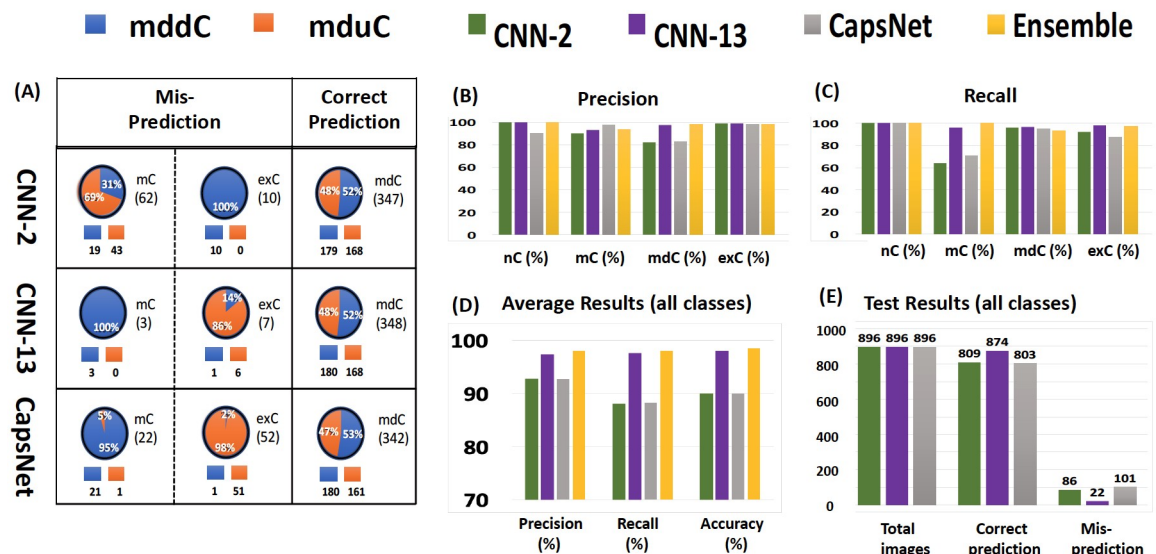 mddC mduC CNN-2 CNN-13 CapsNet Ensemble
(A)
Mis-
Prediction
Correct
Prediction
CNN-2
31%
69%
mC
(62)
19 43
100%
exC
(10)
10 0
48% 52%
mdC
(347)
179 168
CNN-13
100%
mC
(3)
3 0
14%
86%
exC
(7)
1 6
48% 52%
mdC
(348)
180 168
CapsNet
5%
95%
mC
(22)
21 1
2%
98%
exC
(52)
1 51
47% 53%
mdC
(342)
180 161
(B) Precision
100
80
60
40
20
0
nC (%) mC (%) mdC (%) exC (%)
(C) Recall
100
80
60
40
20
0
nC (%) mC (%) mdC (%) exC (%)
(D) Average Results (all classes)
100
90
80
70
Precision
(%)
Recall
(%)
Accuracy
(%)
(E) Test Results (all classes)
1000
800
600
400
200
0
896 896 896
809 874 803
86 22 101
Total
images
Correct
prediction
Mis-
prediction